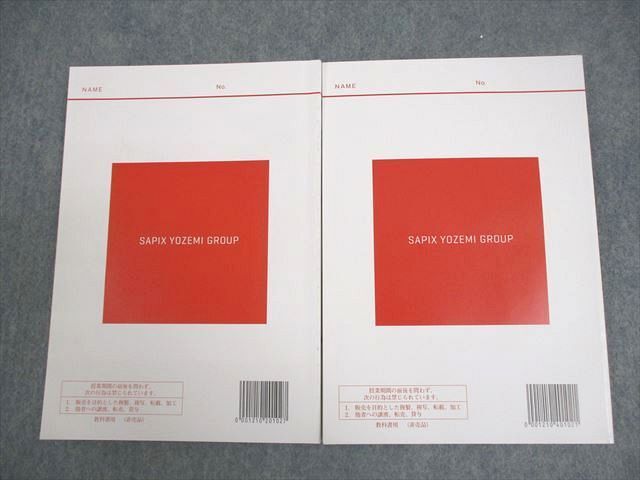 NAME No.
SAPIX YOZEMI GROUP
授業期間の前後を問わず、
次の行為は禁じられています。
1. 販売を目的とした複製、複写、転載、加工
2. 他者への譲渡、転売、貸与
教科書用 (非売品)
0001210201027
NAME No.
SAPIX YOZEMI GROUP
授業期間の前後を問わず、
次の行為は禁じられています。
1. 販売を目的とした複製、複写、転載、加工
2. 他者への譲渡、転売、貸与
教科書用 (非売品)
0001210401021